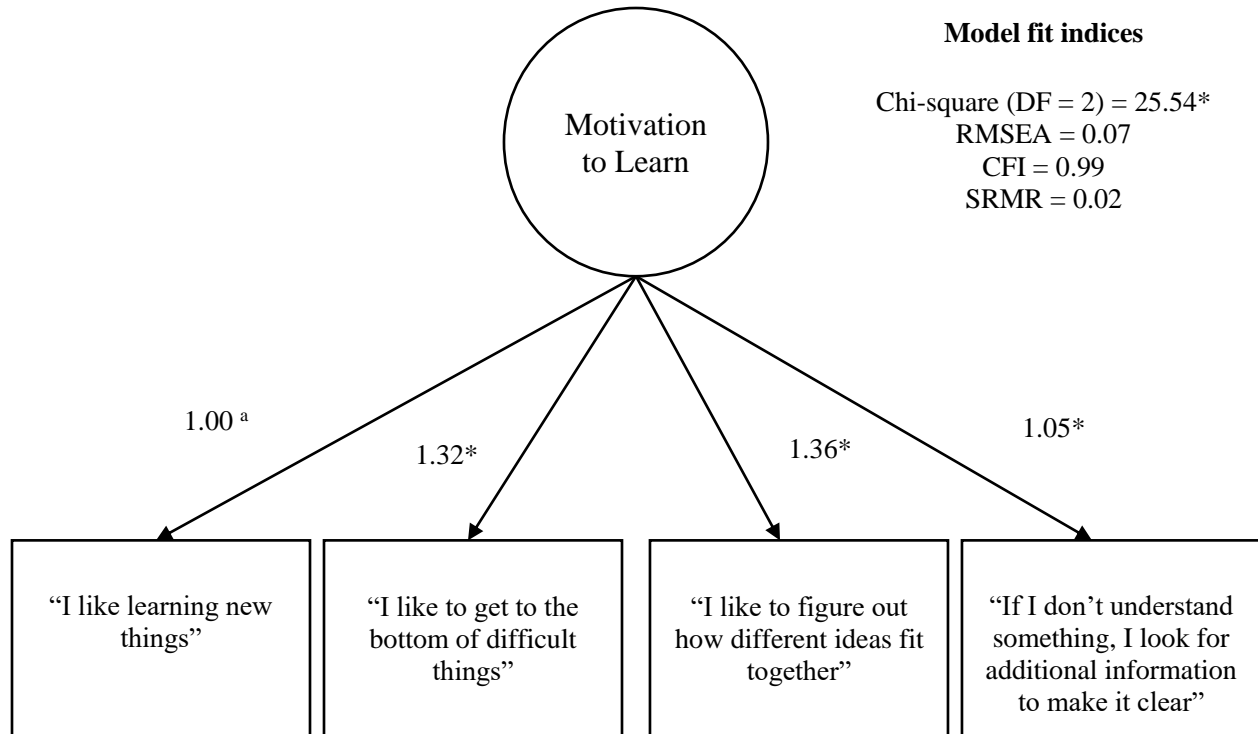 Model fit indices
Chi-square (DF = 2) = 25.54*
RMSEA = 0.07
CFI = 0.99
SRMR = 0.02
Motivation
to Learn
1.00 ᵃ
1.32*
1.36*
1.05*
“I like learning new
things”
“I like to get to the
bottom of difficult
things”
“I like to figure out
how different ideas fit
together”
“If I don’t understand
something, I look for
additional information
to make it clear”